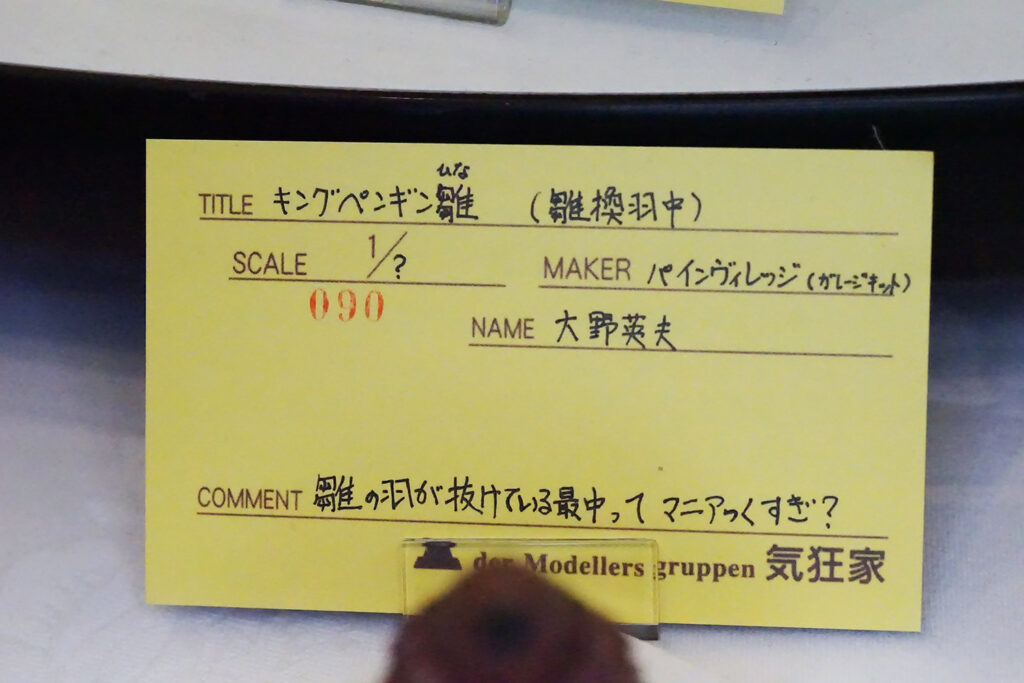 ひな
TITLE キングペンギン雛 (雛換羽中)
SCALE 1/?
MAKER パインヴィレッジ(ガレージキット)
090
NAME 大野英夫
COMMENT 雛の羽が抜けている最中って マニアっくすぎ?
der Modellers gruppen 気狂家